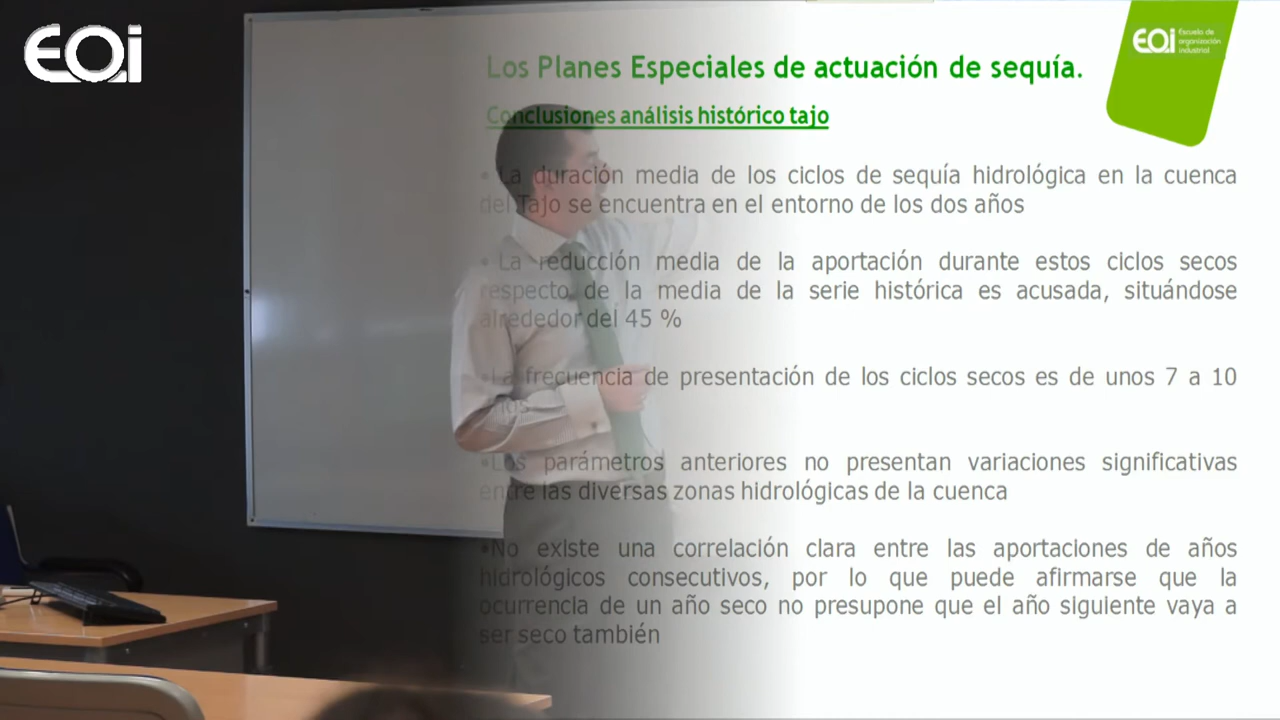 EOi
Escuela de
EOi organización
industrial
Los Planes Especiales de actuación de sequía.
Conclusiones análisis histórico tajo
• La duración media de los ciclos de sequía hidrológica en la cuenca
del Tajo se encuentra en el entorno de los dos años
• La reducción media de la aportación durante estos ciclos secos
respecto de la media de la serie histórica es acusada, situándose
alrededor del 45 %
•La frecuencia de presentación de los ciclos secos es de unos 7 a 10
años
•Los parámetros anteriores no presentan variaciones significativas
entre las diversas zonas hidrológicas de la cuenca
•No existe una correlación clara entre las aportaciones de años
hidrológicos consecutivos, por lo que puede afirmarse que la
ocurrencia de un año seco no presupone que el año siguiente vaya a
ser seco también